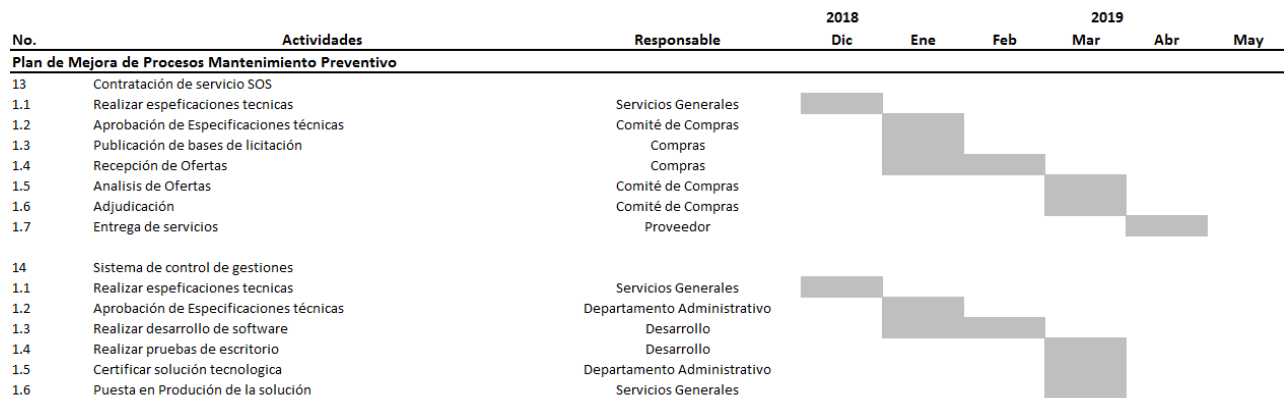 2018 2019
No. Actividades Responsable Dic Ene Feb Mar Abr May
Plan de Mejora de Procesos Mantenimiento Preventivo
13 Contratación de servicio SOS
1.1 Realizar espeficaciones tecnicas Servicios Generales
1.2 Aprobación de Especificaciones técnicas Comité de Compras
1.3 Publicación de bases de licitación Compras
1.4 Recepción de Ofertas Compras
1.5 Analisis de Ofertas Comité de Compras
1.6 Adjudicación Comité de Compras
1.7 Entrega de servicios Proveedor
14 Sistema de control de gestiones
1.1 Realizar espeficaciones tecnicas Servicios Generales
1.2 Aprobación de Especificaciones técnicas Departamento Administrativo
1.3 Realizar desarrollo de software Desarrollo
1.4 Realizar pruebas de escritorio Desarrollo
1.5 Certificar solución tecnologica Departamento Administrativo
1.6 Puesta en Produción de la solución Servicios Generales